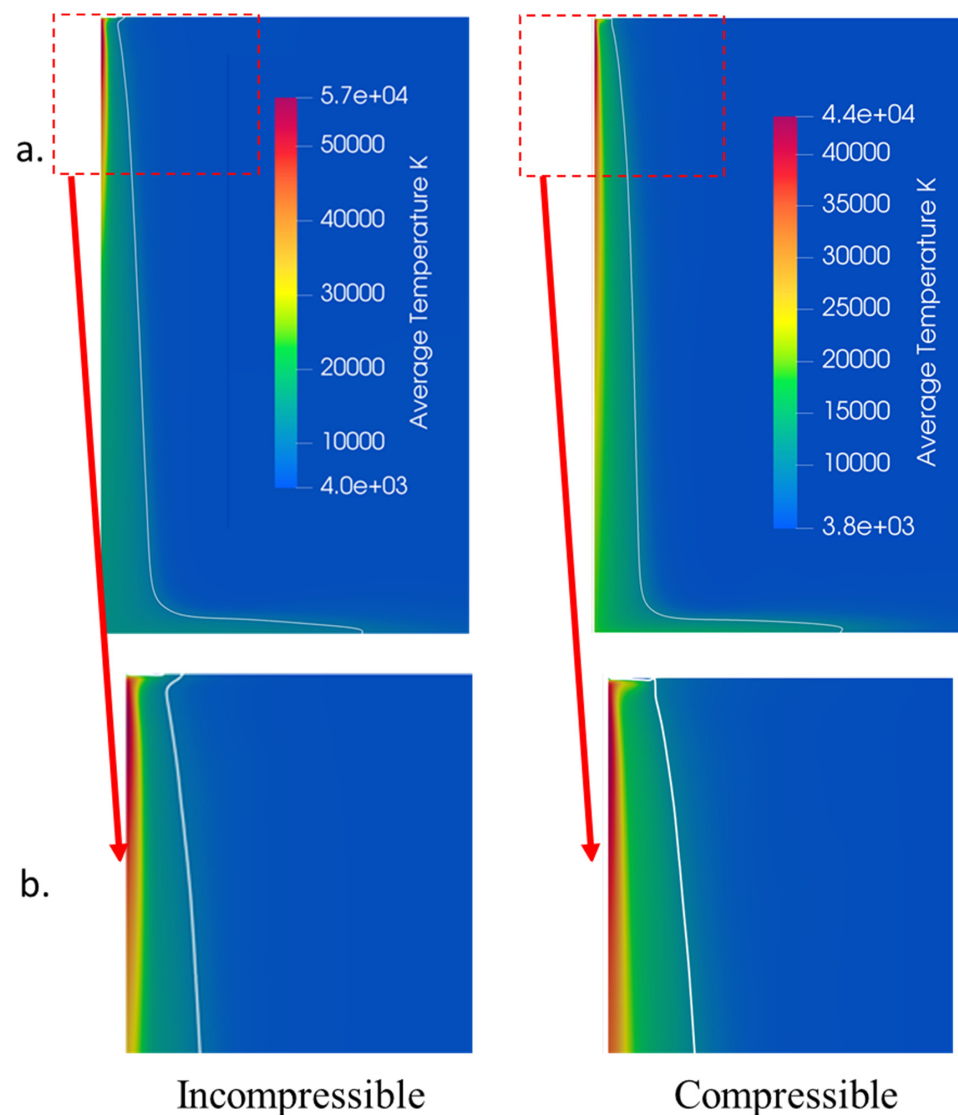 a.
5.7e+04
50000
40000
30000
20000
10000
4.0e+03
Average Temperature K
4.4e+04
40000
35000
30000
25000
20000
15000
10000
3.8e+03
Average Temperature K
b.
Incompressible
Compressible